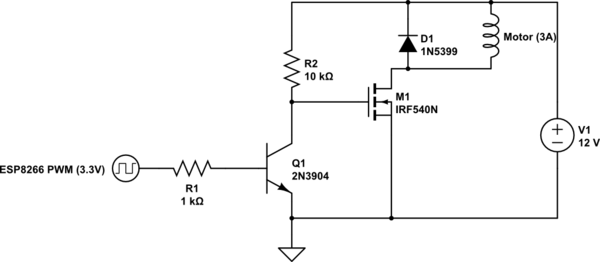 D1
1N5399
Motor (3A)
R2
10 kΩ
M1
IRF540N
V1
12 V
ESP8266 PWM (3.3V)
R1
1 kΩ
Q1
2N3904